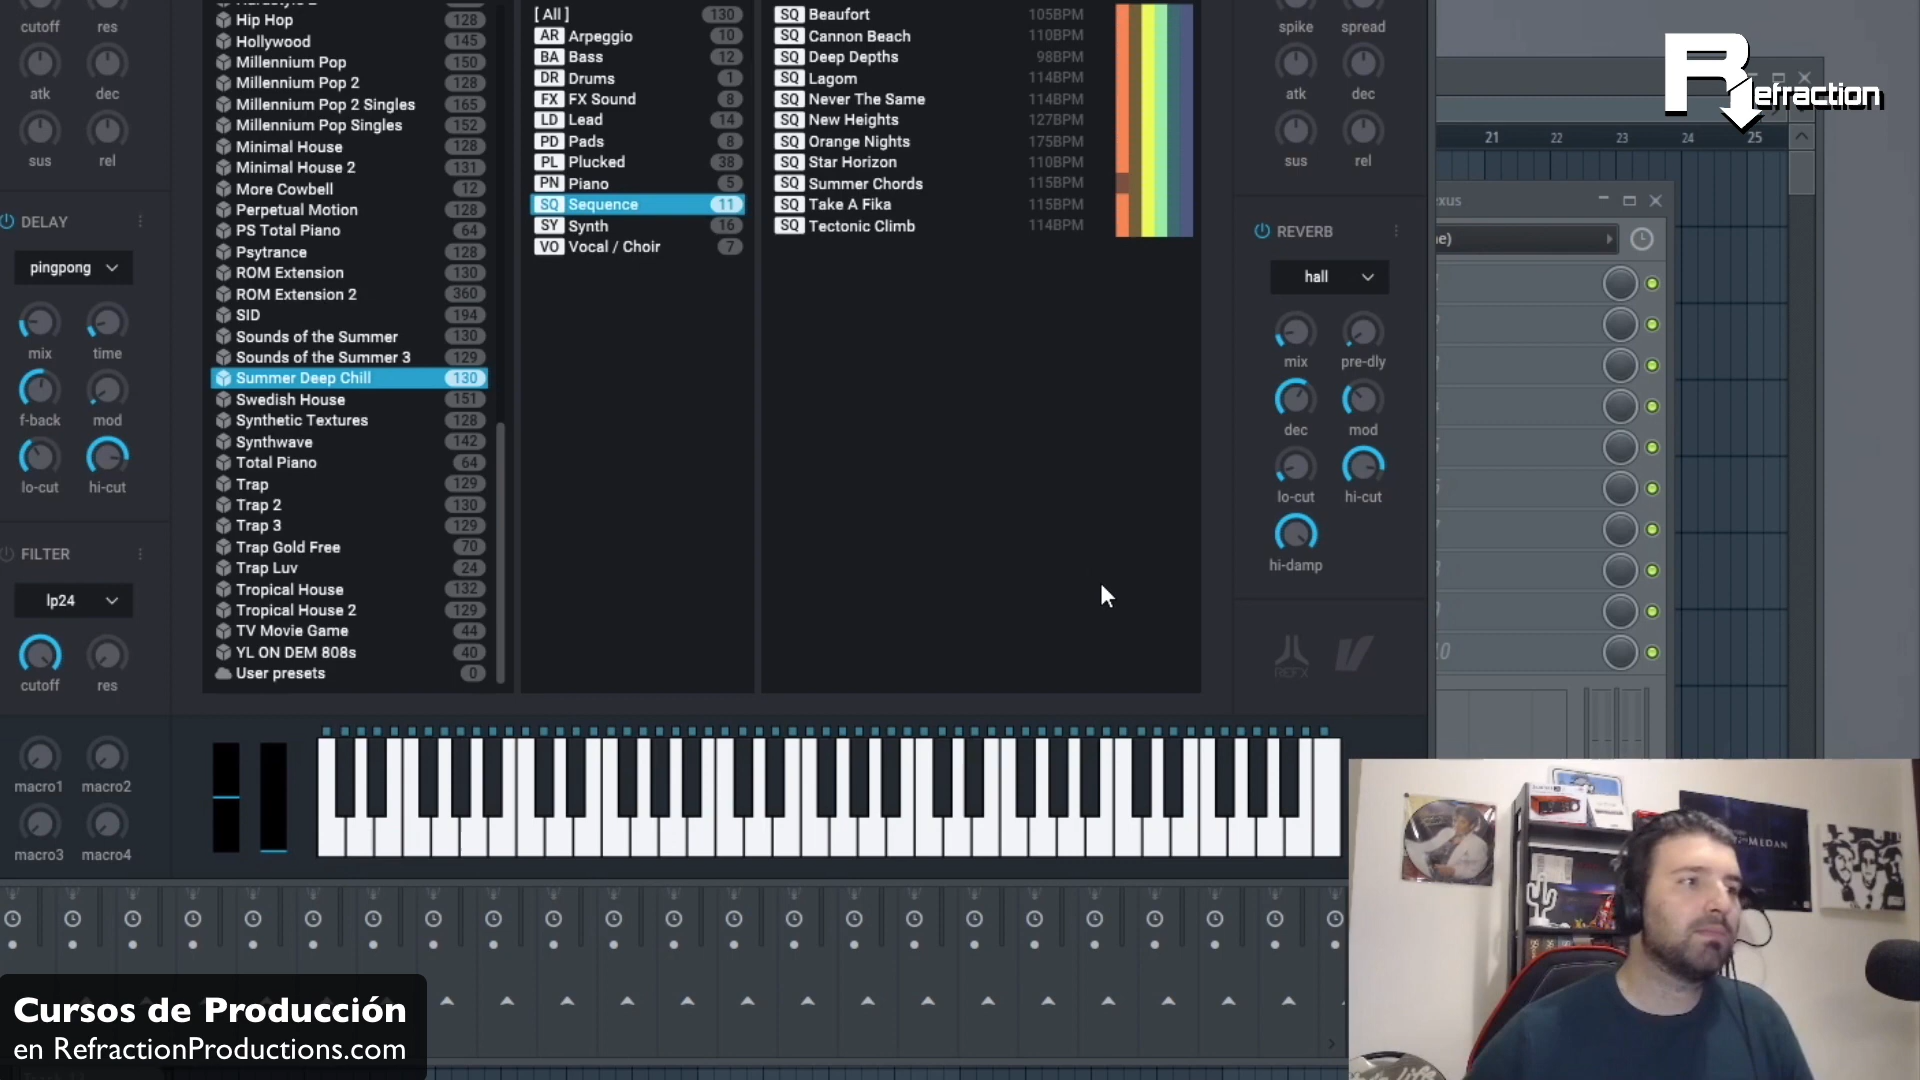 cutoff res
atk dec
sus rel
DELAY
pingpong
mix time
f-back mod
lo-cut hi-cut
FILTER
lp24
cutoff res
macro1 macro2
macro3 macro4
Hip Hop 128
Hollywood 145
Millennium Pop 150
Millennium Pop 2 128
Millennium Pop 2 Singles 165
Millennium Pop Singles 152
Minimal House 128
Minimal House 2 131
More Cowbell 12
Perpetual Motion 128
PS Total Piano 64
Psytrance 128
ROM Extension 130
ROM Extension 2 360
SID 194
Sounds of the Summer 130
Sounds of the Summer 3 129
Summer Deep Chill 130
Swedish House 151
Synthetic Textures 128
Synthwave 142
Total Piano 64
Trap 129
Trap 2 130
Trap 3 129
Trap Gold Free 70
Trap Luv 24
Tropical House 132
Tropical House 2 129
TV Movie Game 44
YL ON DEM 808s 40
User presets 0
[ All ] 130
AR Arpeggio 10
BA Bass 12
DR Drums 1
FX FX Sound 8
LD Lead 14
PD Pads 8
PL Plucked 38
PN Piano 5
SQ Sequence 11
SY Synth 16
VO Vocal / Choir 7
SQ Beaufort 105BPM
SQ Cannon Beach 110BPM
SQ Deep Depths 98BPM
SQ Lagom 114BPM
SQ Never The Same 114BPM
SQ New Heights 127BPM
SQ Orange Nights 175BPM
SQ Star Horizon 110BPM
SQ Summer Chords 115BPM
SQ Take A Fika 115BPM
SQ Tectonic Climb 114BPM
spike spread
atk dec
sus rel
REVERB
hall
mix pre-dly
dec mod
lo-cut hi-cut
hi-damp
REFX
Refraction
21 22 23 24 25
exus
ne)
10
MEDAN
Cursos de Producción
en RefractionProductions.com